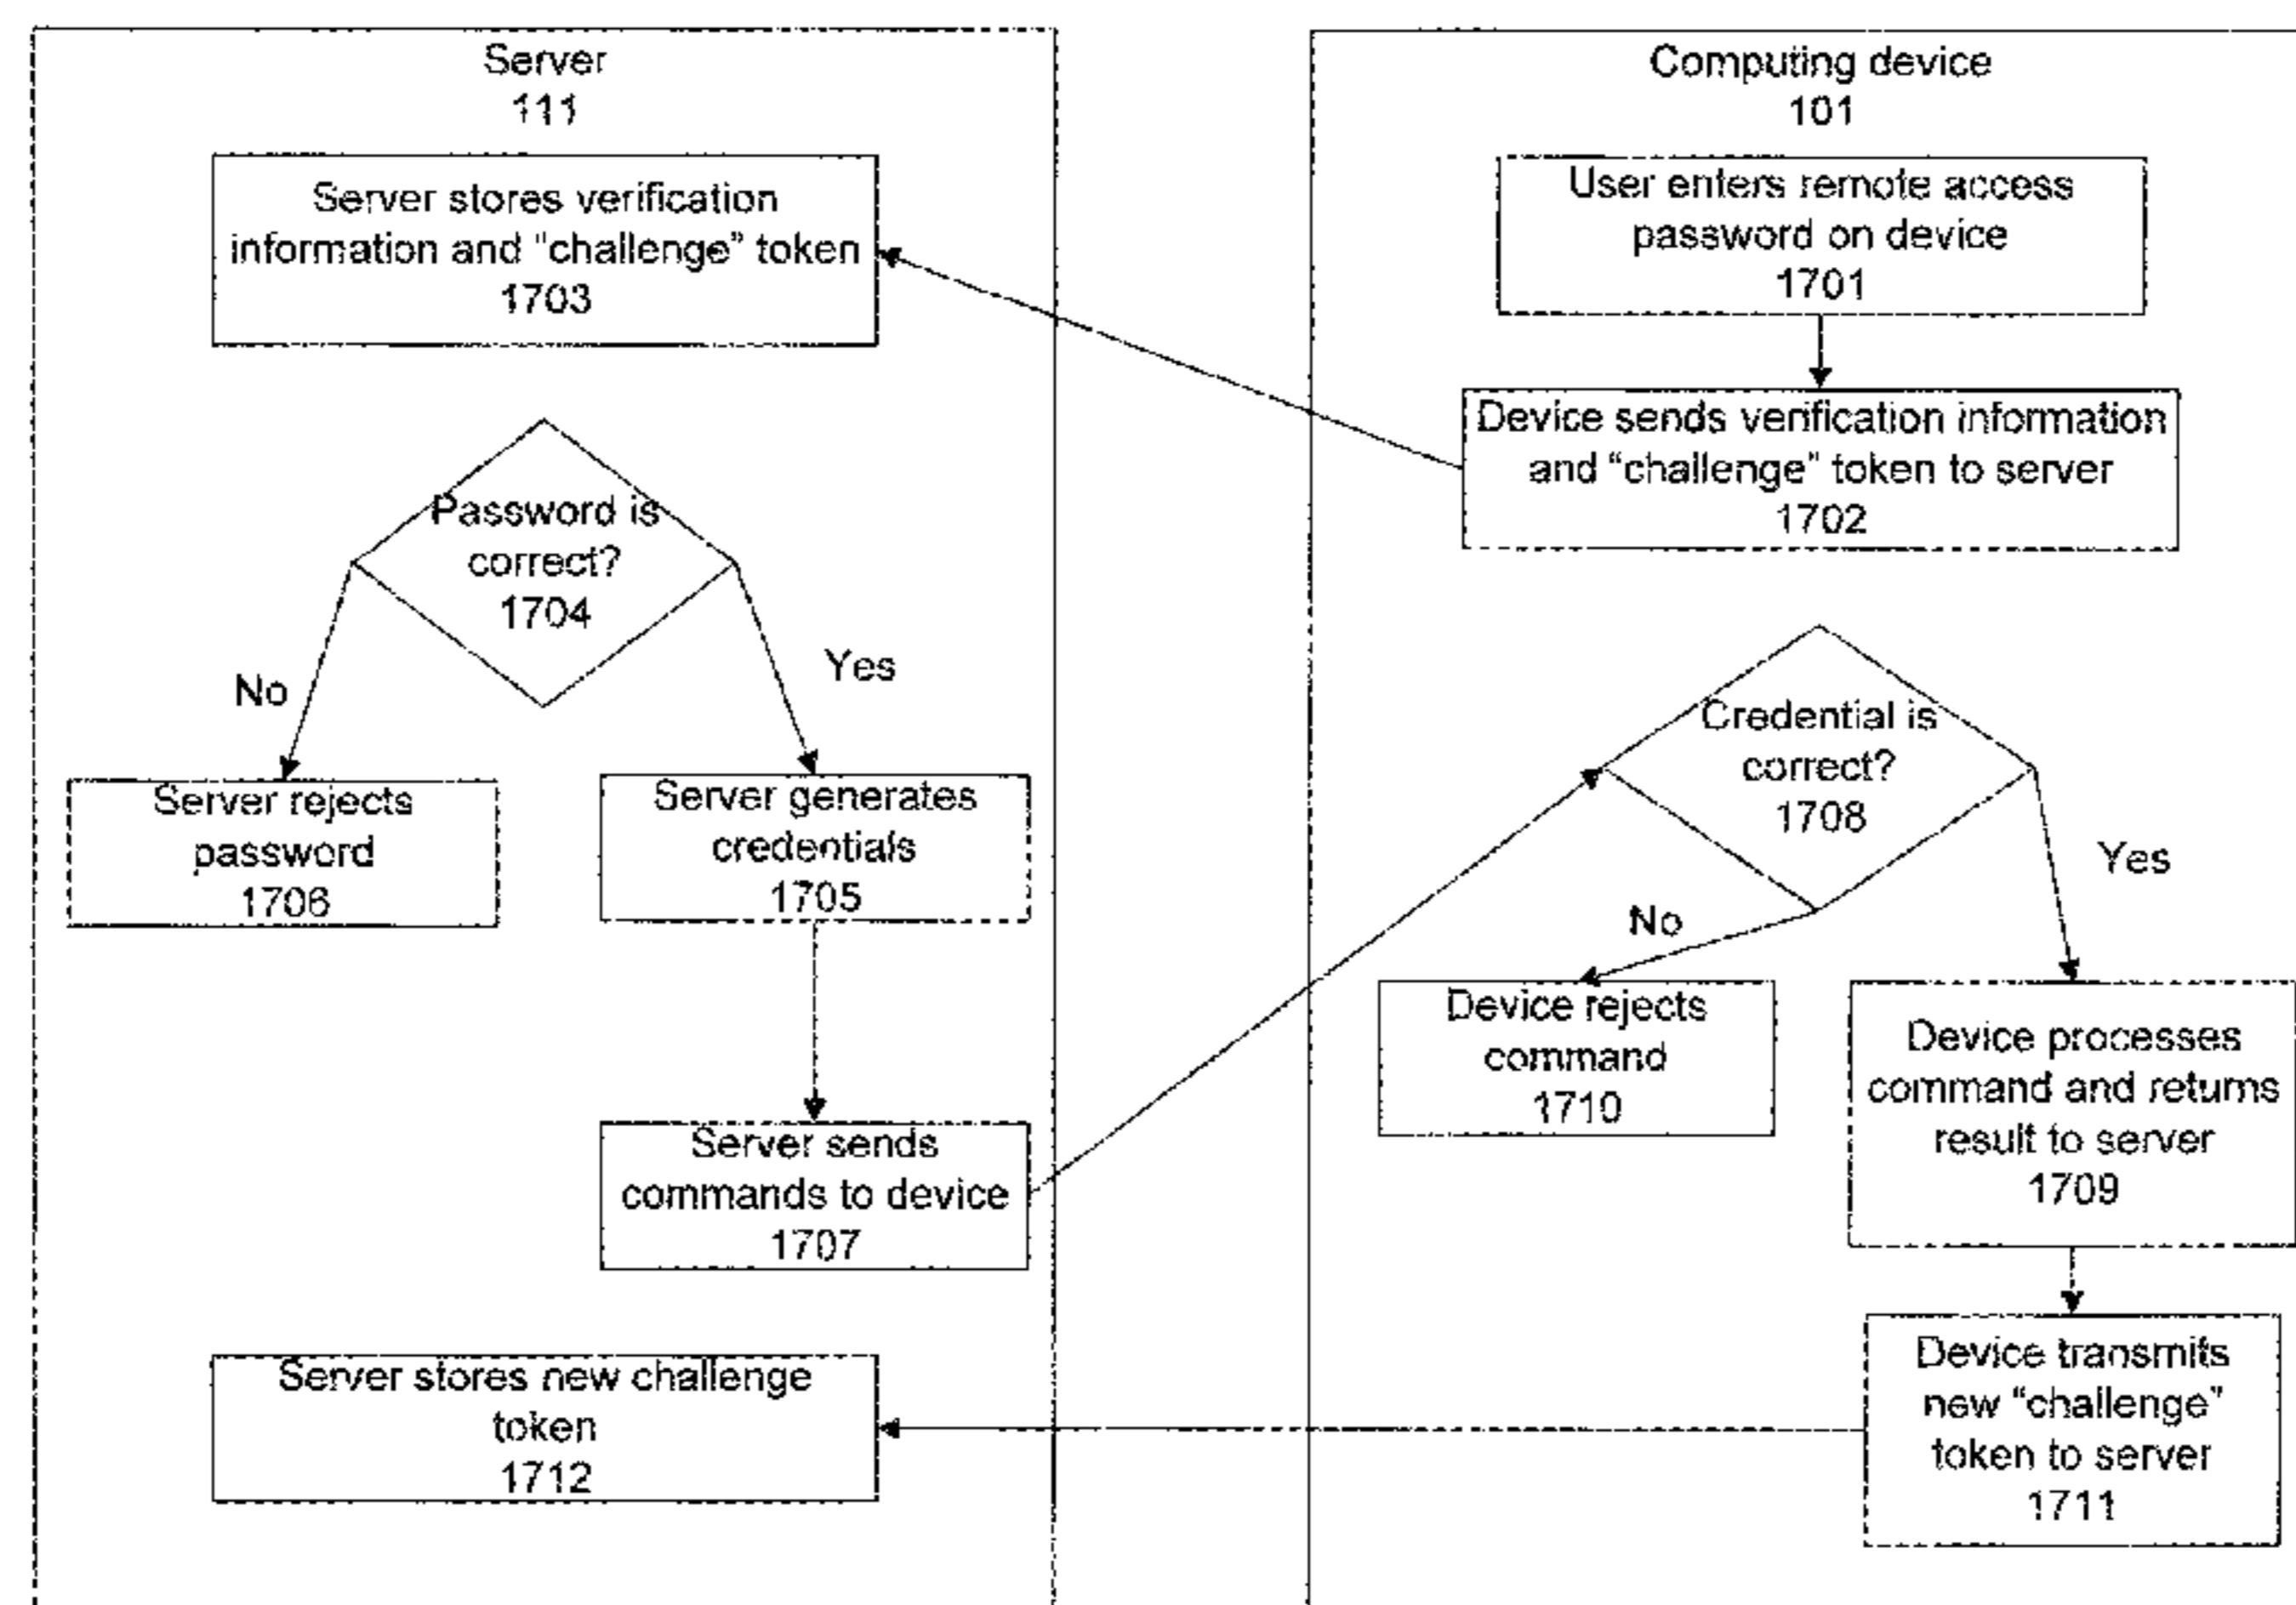 Server
111
Server stores verification
information and “challenge” token
1703
Password is
correct?
1704
No
Yes
Server rejects
password
1706
Server generates
credentials
1705
Server sends
commands to device
1707
Server stores new challenge
token
1712
Computing device
101
User enters remote access
password on device
1701
Device sends verification information
and “challenge” token to server
1702
Credential is
correct?
1708
No
Yes
Device rejects
command
1710
Device processes
command and returns
result to server
1709
Device transmits
new “challenge”
token to server
1711